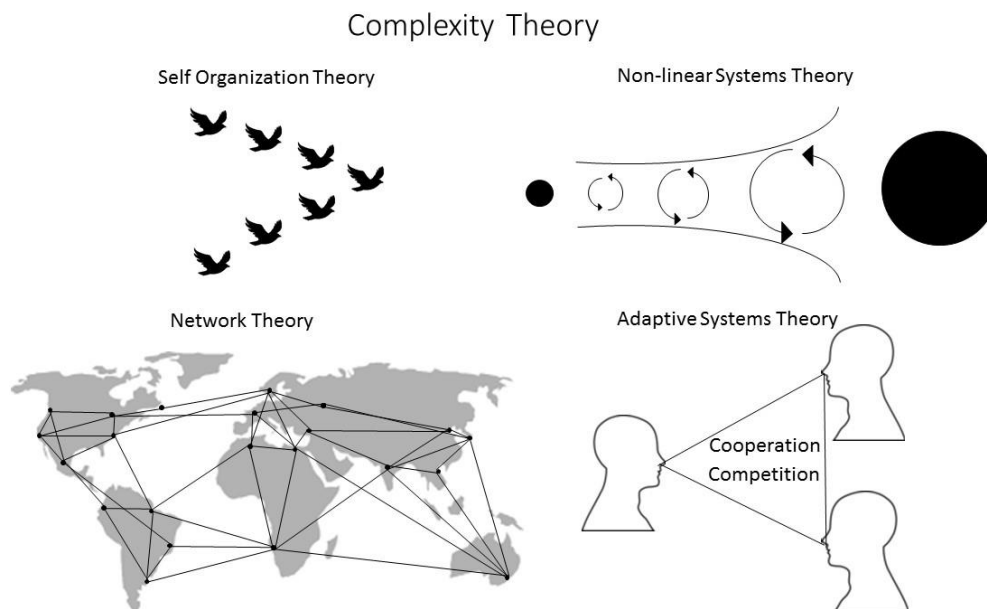 Complexity Theory
Self Organization Theory
Non-linear Systems Theory
Network Theory
Adaptive Systems Theory
Cooperation
Competition